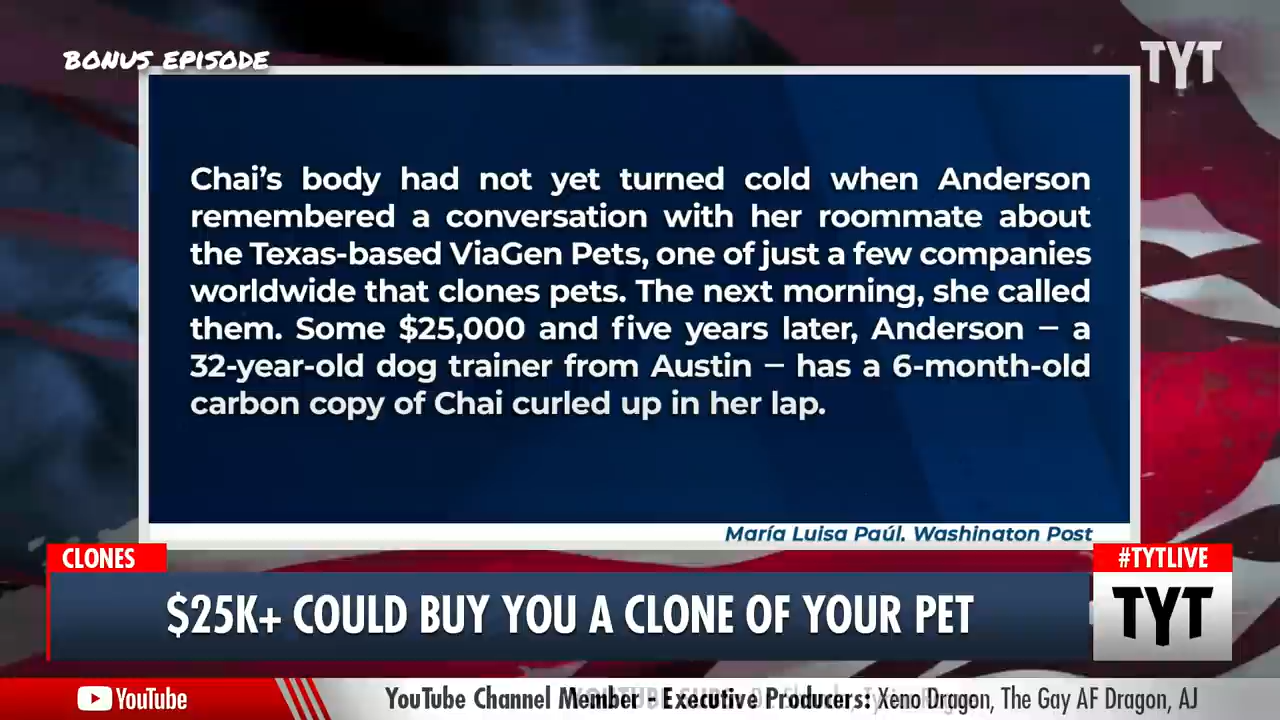 BONUS EPISODE
TYT
Chai’s body had not yet turned cold when Anderson
remembered a conversation with her roommate about
the Texas-based ViaGen Pets, one of just a few companies
worldwide that clones pets. The next morning, she called
them. Some $25,000 and five years later, Anderson – a
32-year-old dog trainer from Austin – has a 6-month-old
carbon copy of Chai curled up in her lap.
María Luisa Paúl, Washington Post
CLONES
#TYTLIVE
$25K+ COULD BUY YOU A CLONE OF YOUR PET
TYT
YouTube
YouTube Channel Member - Executive Producers: Xeno Dragon, The Gay AF Dragon, AJ